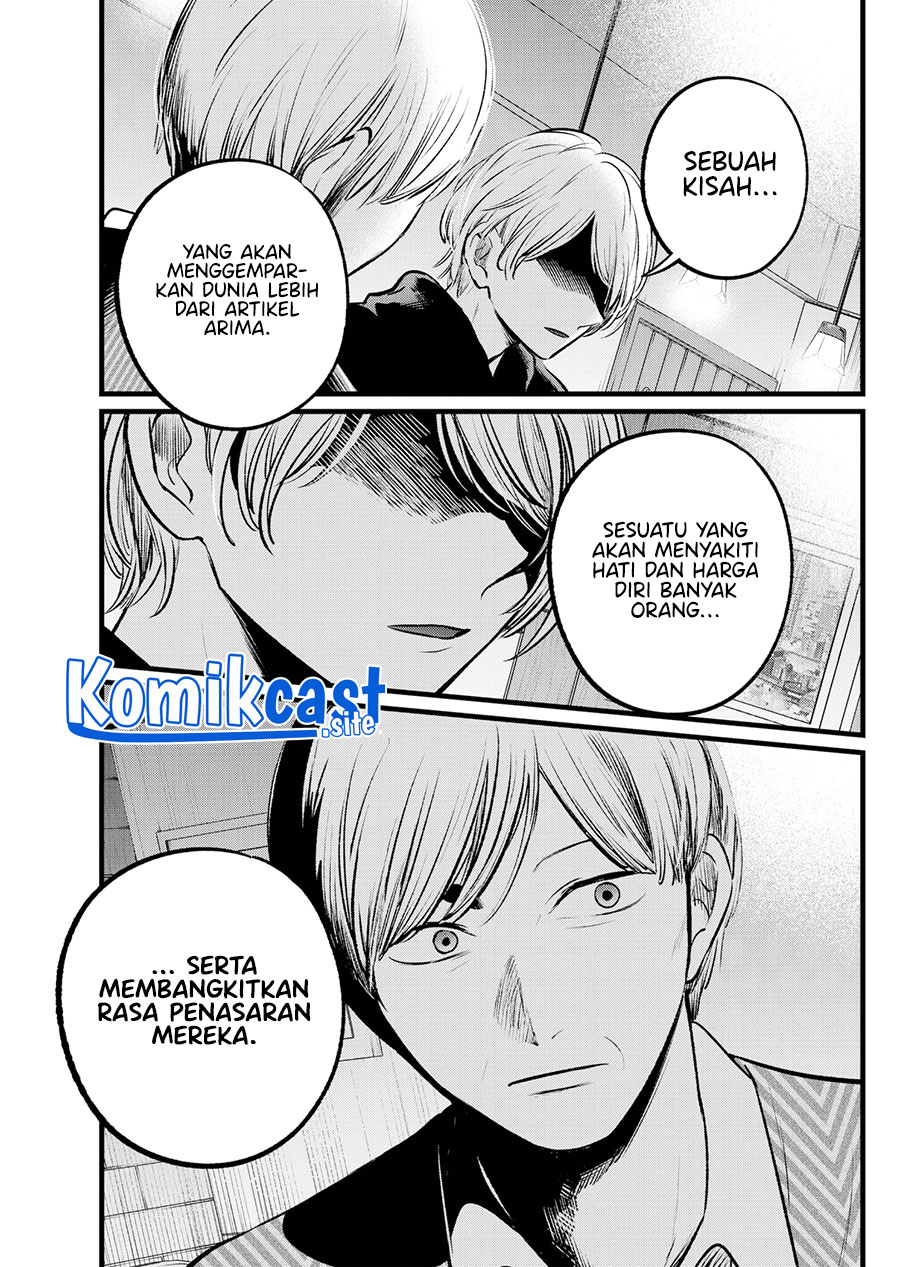 SEBUAH
KISAH...
YANG AKAN
MENGGEMPAR-
KAN DUNIA LEBIH
DARI ARTIKEL
ARIMA.
SESUATU YANG
AKAN MENYAKITI
HATI DAN HARGA
DIRI BANYAK
ORANG...
Komikcast
.site
... SERTA
MEMBANGKITKAN
RASA PENASARAN
MEREKA.